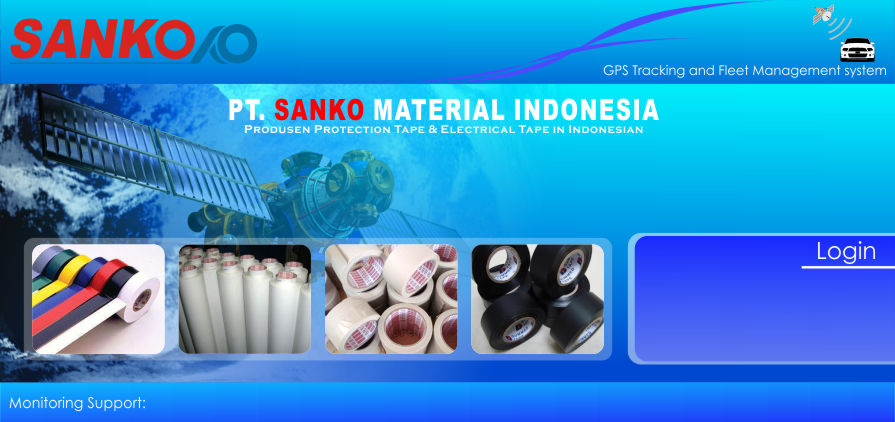 SANKO
GPS Tracking and Fleet Management system
PT. SANKO MATERIAL INDONESIA
PRODUSEN PROTECTION TAPE & ELECTRICAL TAPE IN INDONESIAN
Login
Monitoring Support: